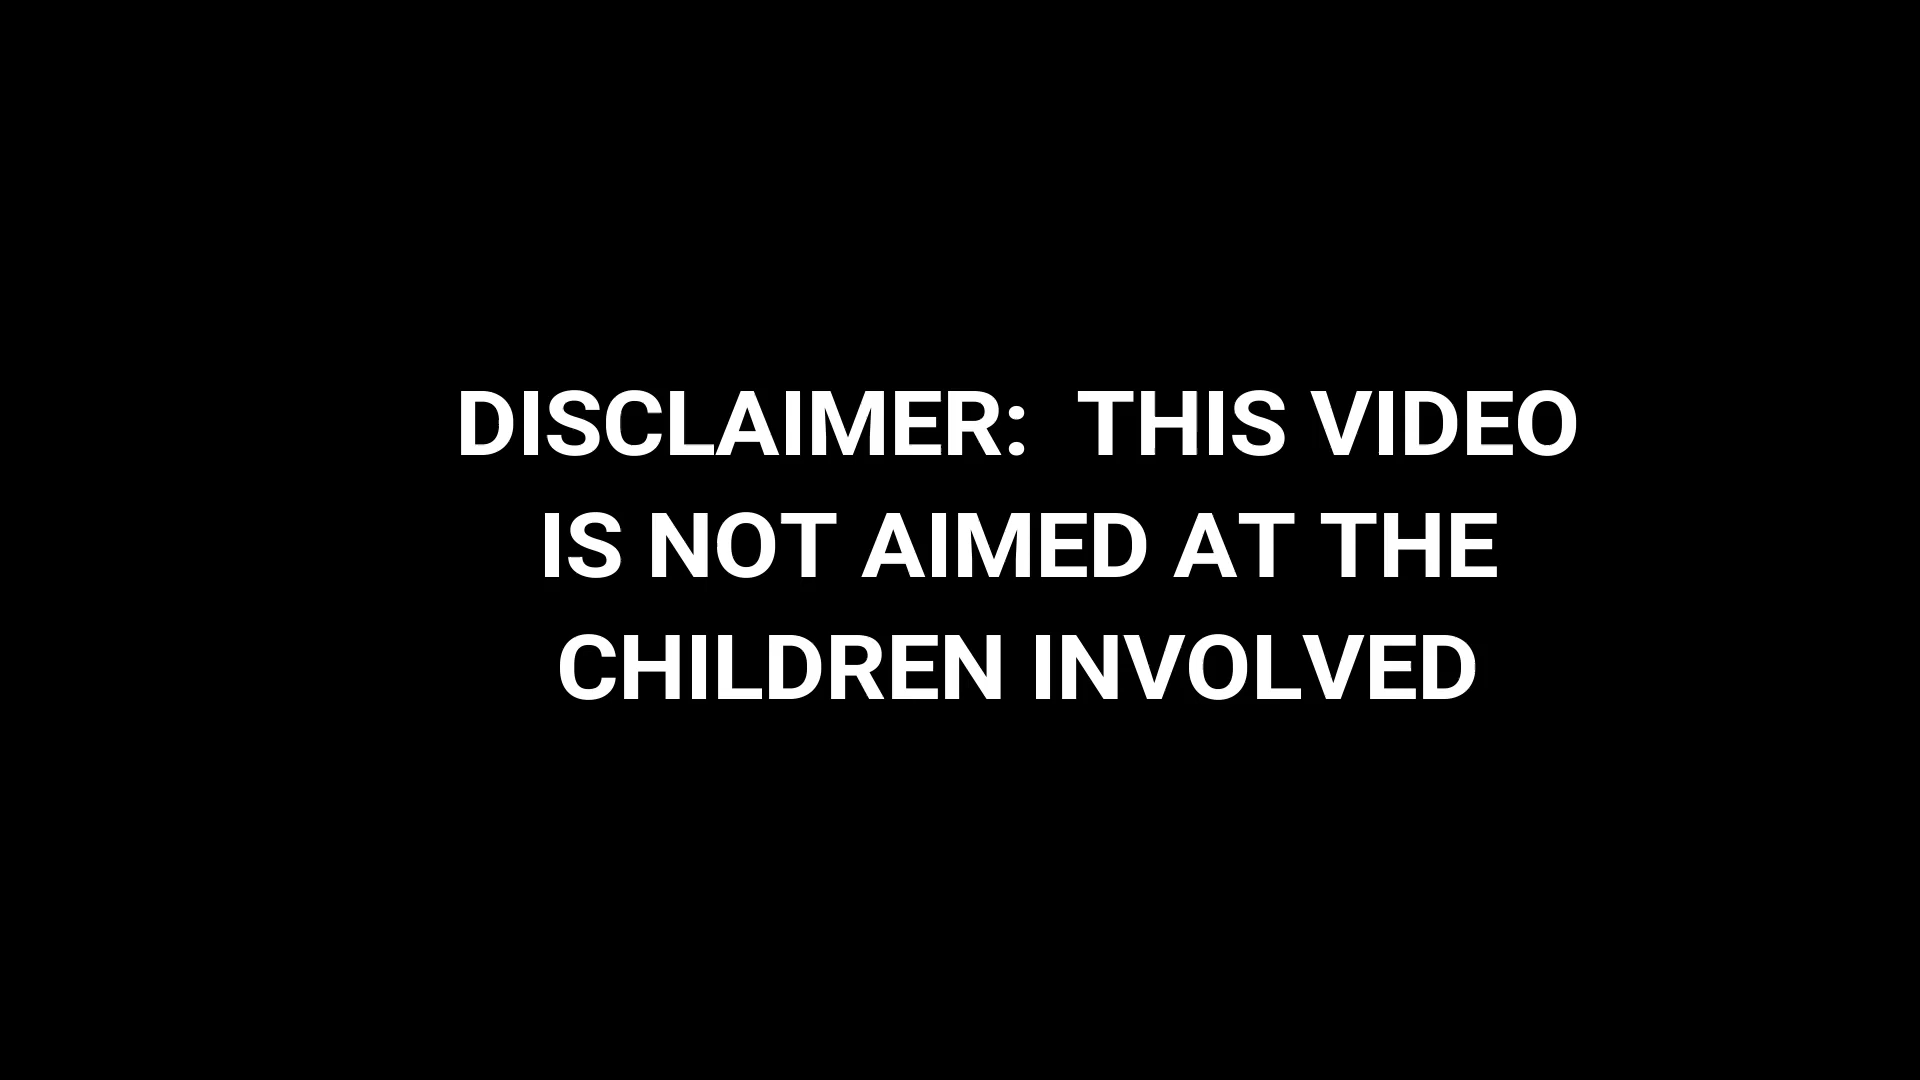 DISCLAIMER:  THIS VIDEO
IS NOT AIMED AT THE
CHILDREN INVOLVED